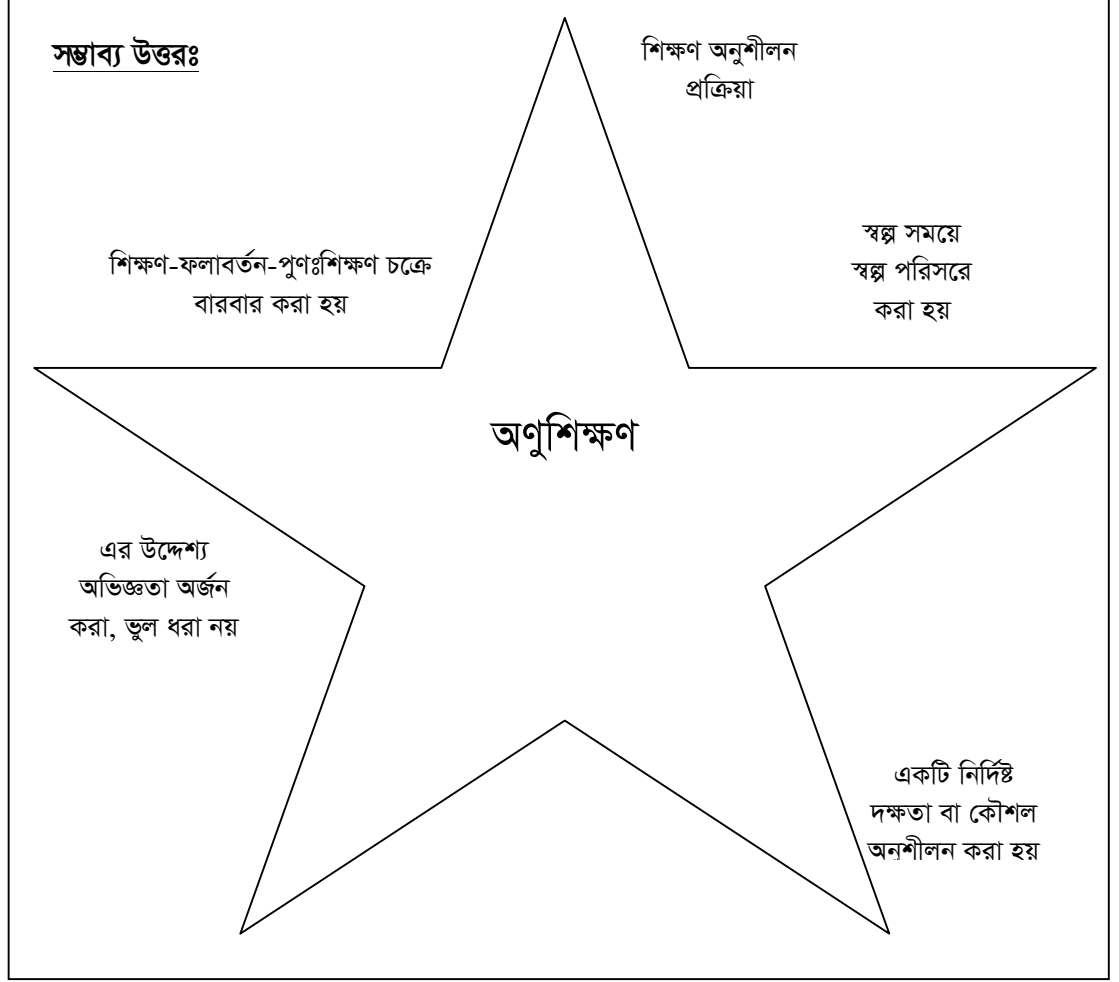 সম্ভাব্য উত্তরঃ
শিক্ষণ অনুশীলন
প্রক্রিয়া
স্বল্প সময়ে
স্বল্প পরিসরে
করা হয়
শিক্ষণ-ফলাবর্তন-পুণঃশিক্ষণ চক্রে
বারবার করা হয়
অণুশিক্ষণ
এর উদ্দেশ্য
অভিজ্ঞতা অর্জন
করা, ভুল ধরা নয়
একটি নির্দিষ্ট
দক্ষতা বা কৌশল
অনুশীলন করা হয়